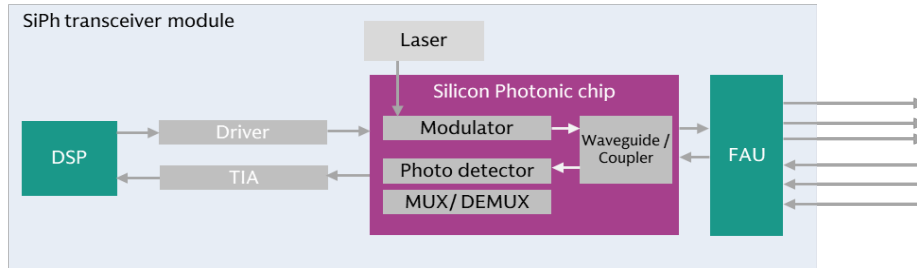 SiPh transceiver module
Laser
Silicon Photonic chip
Driver
Modulator
Waveguide /
Coupler
DSP
FAU
TIA
Photo detector
MUX/ DEMUX